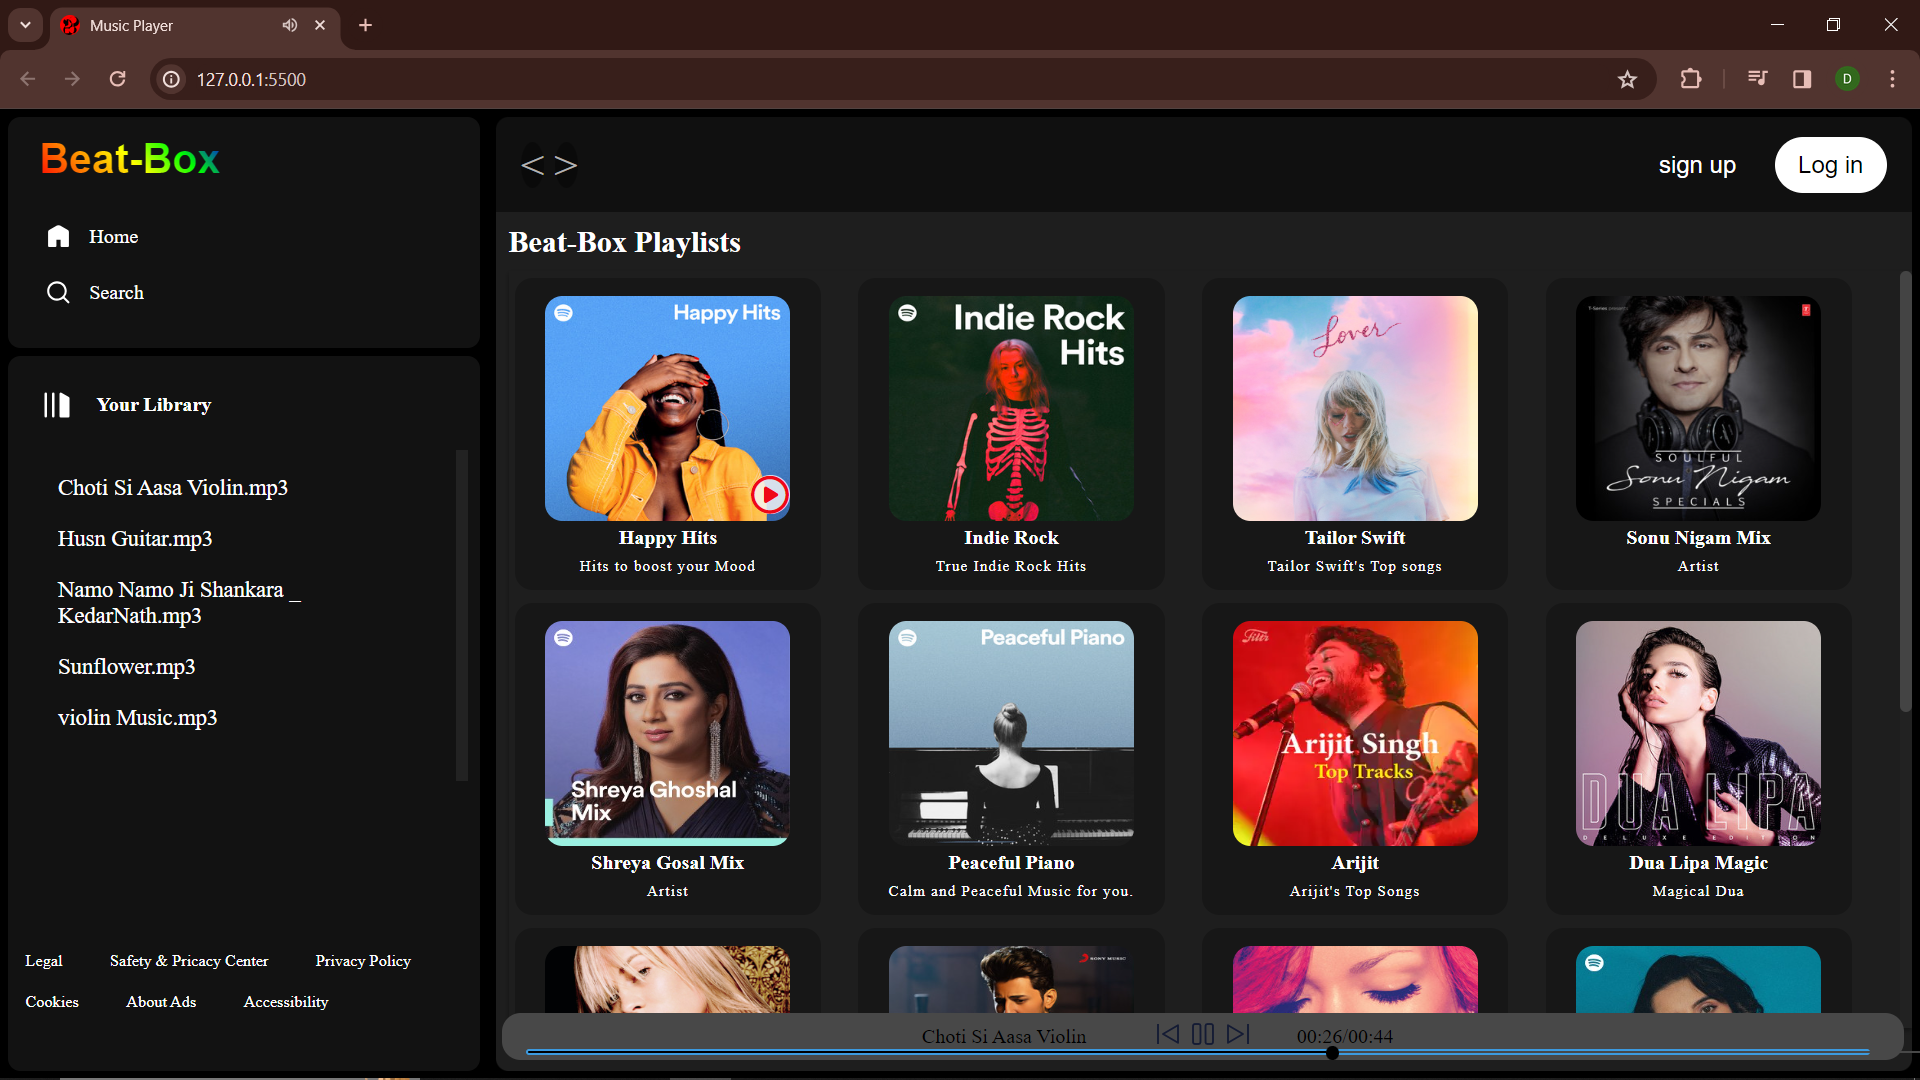 Music Player
127.0.0.1:5500
D
Beat-Box
Home
Search
Your Library
Choti Si Aasa Violin.mp3
Husn Guitar.mp3
Namo Namo Ji Shankara _
KedarNath.mp3
Sunflower.mp3
violin Music.mp3
Legal
Safety & Pricacy Center
Privacy Policy
Cookies
About Ads
Accessibility
< >
sign up
Log in
Beat-Box Playlists
Happy Hits
Happy Hits
Hits to boost your Mood
Indie Rock
Hits
Indie Rock
True Indie Rock Hits
Lover
Tailor Swift
Tailor Swift's Top songs
T-Series presents
SOULFUL
Sonu Nigam
SPECIALS
Sonu Nigam Mix
Artist
Shreya Ghoshal
Mix
Shreya Gosal Mix
Artist
Peaceful Piano
Peaceful Piano
Calm and Peaceful Music for you.
Arijit Singh
Top Tracks
Arijit
Arijit's Top Songs
DUA LIPA
DELUXE EDITION
Dua Lipa Magic
Magical Dua
SONY MUSIC
Choti Si Aasa Violin
00:26/00:44